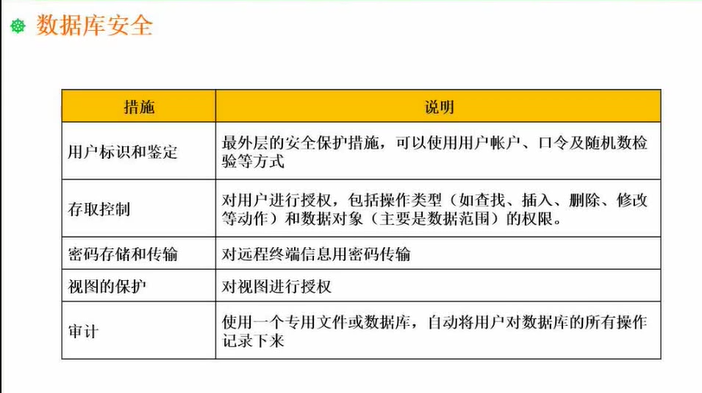 数据库安全
措施 说明
用户标识和鉴定 最外层的安全保护措施，可以使用用户帐户、口令及随机数检
验等方式
存取控制 对用户进行授权，包括操作类型（如查找、插入、删除、修改
等动作）和数据对象（主要是数据范围）的权限。
密码存储和传输 对远程终端信息用密码传输
视图的保护 对视图进行授权
审计 使用一个专用文件或数据库，自动将用户对数据库的所有操作
记录下来